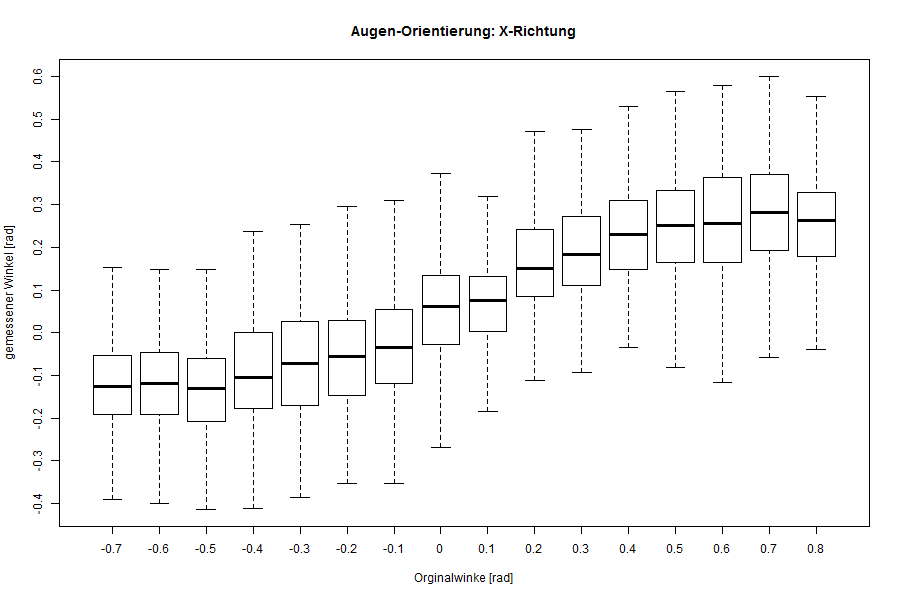 Augen-Orientierung: X-Richtung
gemessener Winkel [rad]
0.6
0.5
0.4
0.3
0.2
0.1
0.0
-0.1
-0.2
-0.3
-0.4
-0.7 -0.6 -0.5 -0.4 -0.3 -0.2 -0.1 0 0.1 0.2 0.3 0.4 0.5 0.6 0.7 0.8
Orginalwinke [rad]